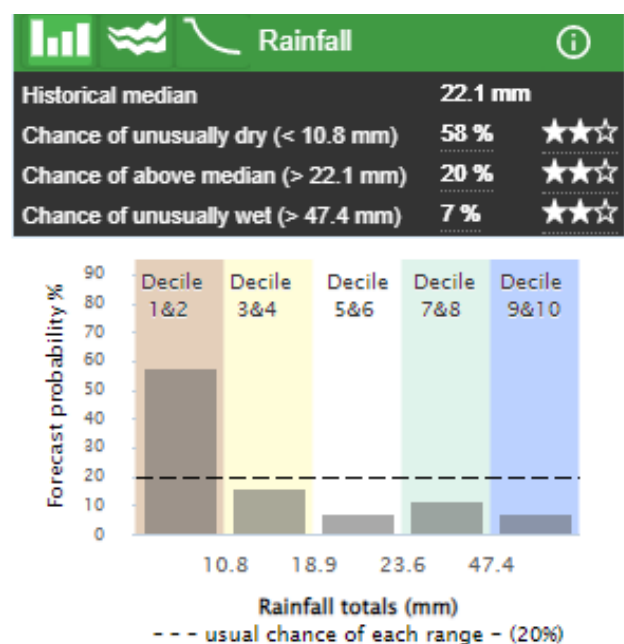 Rainfall
Historical median 22.1 mm
Chance of unusually dry (< 10.8 mm) 58 % ★★☆
Chance of above median (> 22.1 mm) 20 % ★★☆
Chance of unusually wet (> 47.4 mm) 7 % ★★☆
Forecast probability %
90
80
70
60
50
40
30
20
10
0
Decile 1&2
Decile 3&4
Decile 5&6
Decile 7&8
Decile 9&10
10.8 18.9 23.6 47.4
Rainfall totals (mm)
--- usual chance of each range - (20%)